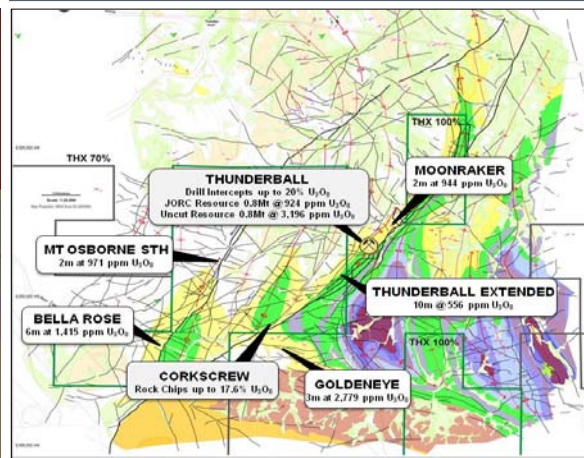 THX 100%
THX 70%
THUNDERBALL
Drill Intercepts up to 20% U₃O₈
JORC Resource 0.8Mt @ 924 ppm U₃O₈
Uncut Resource 0.8Mt @ 3,196 ppm U₃O₈
MOONRAKER
2m at 944 ppm U₃O₈
MT OSBORNE STH
2m at 971 ppm U₃O₈
THUNDERBALL EXTENDED
10m @ 556 ppm U₃O₈
BELLA ROSE
6m at 1,415 ppm U₃O₈
THX 100%
CORKSCREW
Rock Chips up to 17.6% U₃O₈
GOLDENEYE
3m at 2,779 ppm U₃O₈